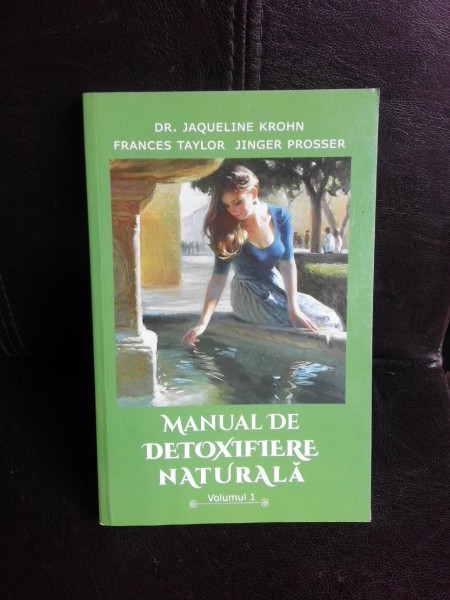 DR. JAQUELINE KROHN
FRANCES TAYLOR JINGER PROSSER
MANUAL DE
DETOXIFIERE
NATURALĂ
Volumul 1